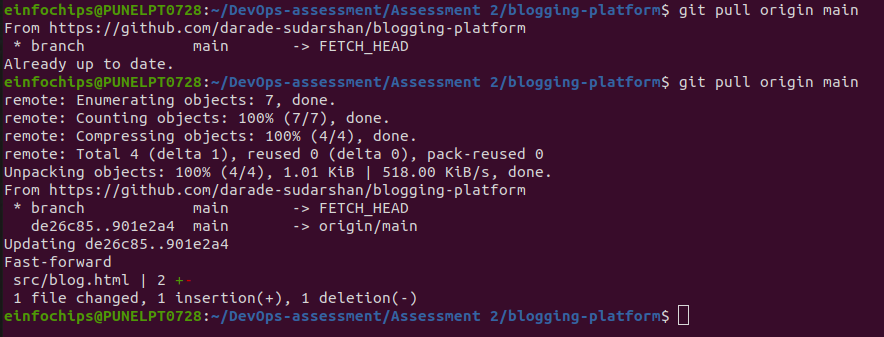 einfochips@PUNELPT0728:~/DevOps-assessment/Assessment 2/blogging-platform$ git pull origin main
From https://github.com/darade-sudarshan/blogging-platform
 * branch            main       -> FETCH_HEAD
Already up to date.
einfochips@PUNELPT0728:~/DevOps-assessment/Assessment 2/blogging-platform$ git pull origin main
remote: Enumerating objects: 7, done.
remote: Counting objects: 100% (7/7), done.
remote: Compressing objects: 100% (4/4), done.
remote: Total 4 (delta 1), reused 0 (delta 0), pack-reused 0
Unpacking objects: 100% (4/4), 1.01 KiB | 518.00 KiB/s, done.
From https://github.com/darade-sudarshan/blogging-platform
 * branch            main       -> FETCH_HEAD
   de26c85..901e2a4  main       -> origin/main
Updating de26c85..901e2a4
Fast-forward
 src/blog.html | 2 +-
 1 file changed, 1 insertion(+), 1 deletion(-)
einfochips@PUNELPT0728:~/DevOps-assessment/Assessment 2/blogging-platform$